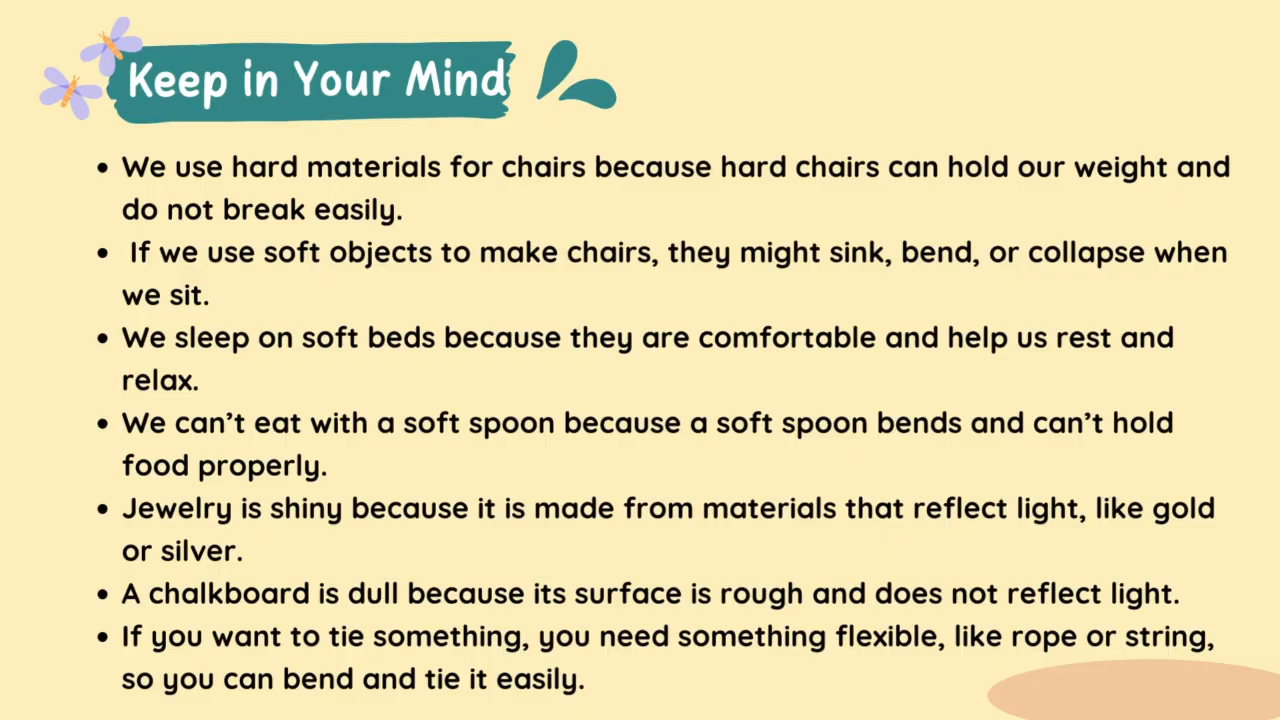 Keep in Your Mind
• We use hard materials for chairs because hard chairs can hold our weight and
do not break easily.
• If we use soft objects to make chairs, they might sink, bend, or collapse when
we sit.
• We sleep on soft beds because they are comfortable and help us rest and
relax.
• We can’t eat with a soft spoon because a soft spoon bends and can’t hold
food properly.
• Jewelry is shiny because it is made from materials that reflect light, like gold
or silver.
• A chalkboard is dull because its surface is rough and does not reflect light.
• If you want to tie something, you need something flexible, like rope or string,
so you can bend and tie it easily.